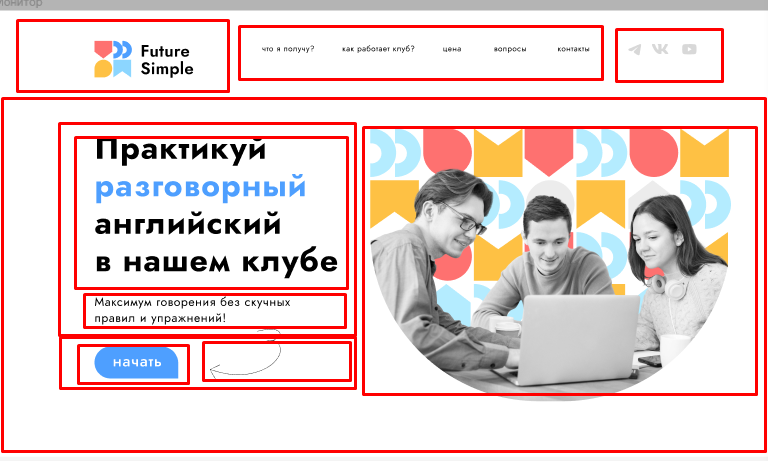 Монитор
Future
Simple
что я получу?
как работает клуб?
цена
вопросы
контакты
Практикуй
разговорный
английский
в нашем клубе
Максимум говорения без скучных
правил и упражнений!
начать